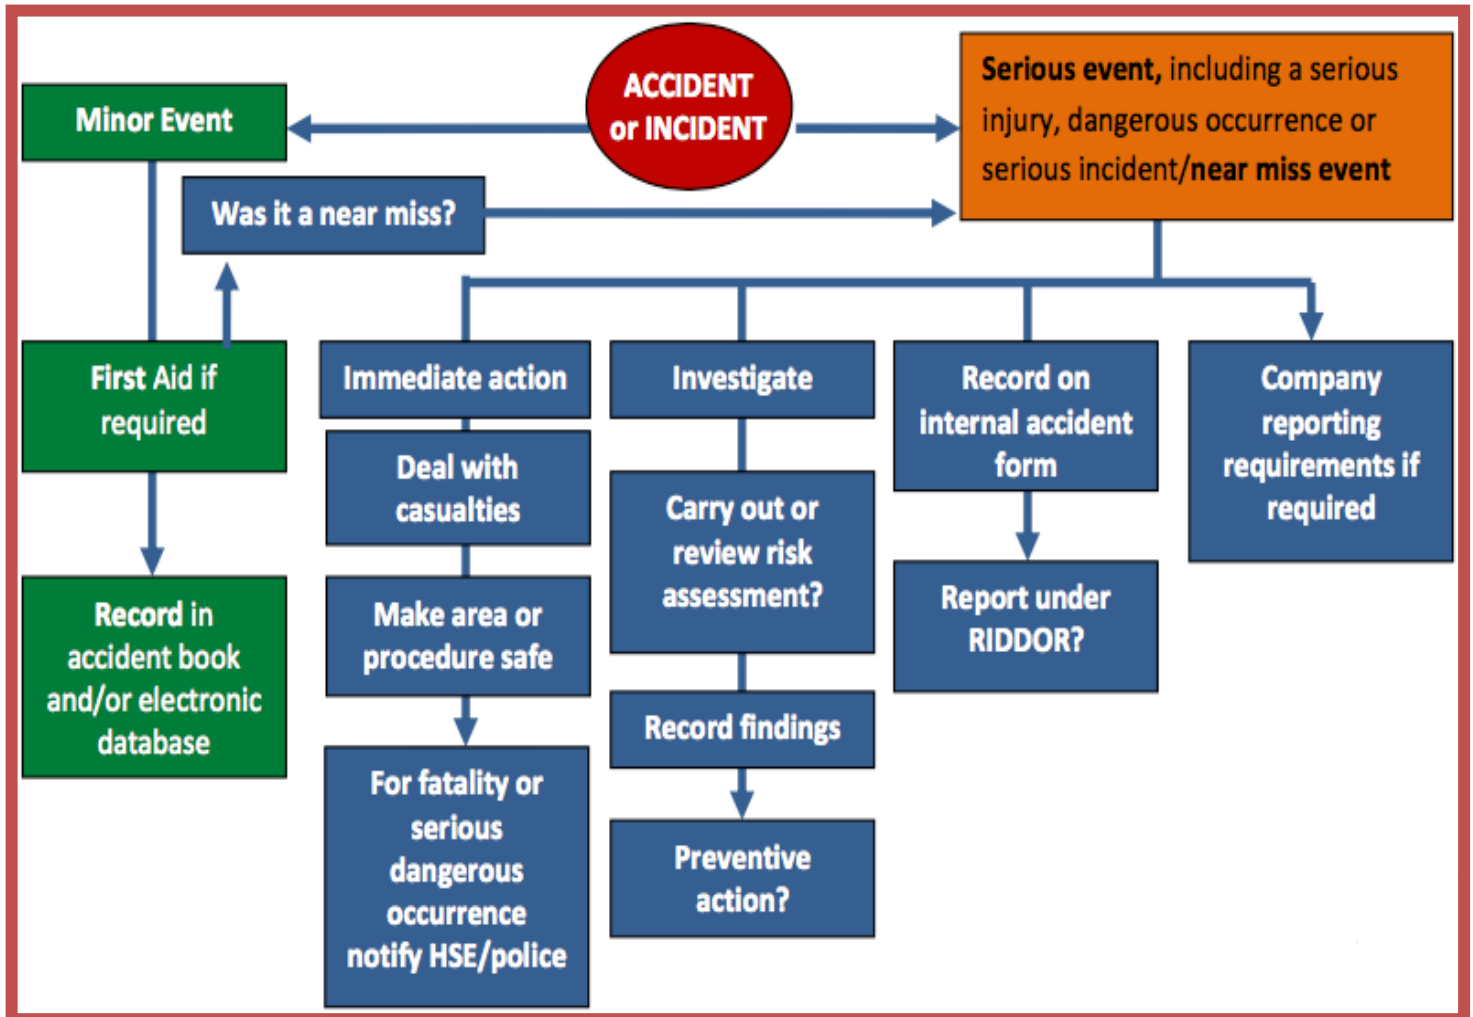 ACCIDENT
or INCIDENT
Minor Event
Serious event, including a serious
injury, dangerous occurrence or
serious incident/near miss event
Was it a near miss?
First Aid if
required
Record in
accident book
and/or electronic
database
Immediate action
Deal with
casualties
Make area or
procedure safe
For fatality or
serious
dangerous
occurrence
notify HSE/police
Investigate
Carry out or
review risk
assessment?
Record findings
Preventive
action?
Record on
internal accident
form
Report under
RIDDOR?
Company
reporting
requirements if
required